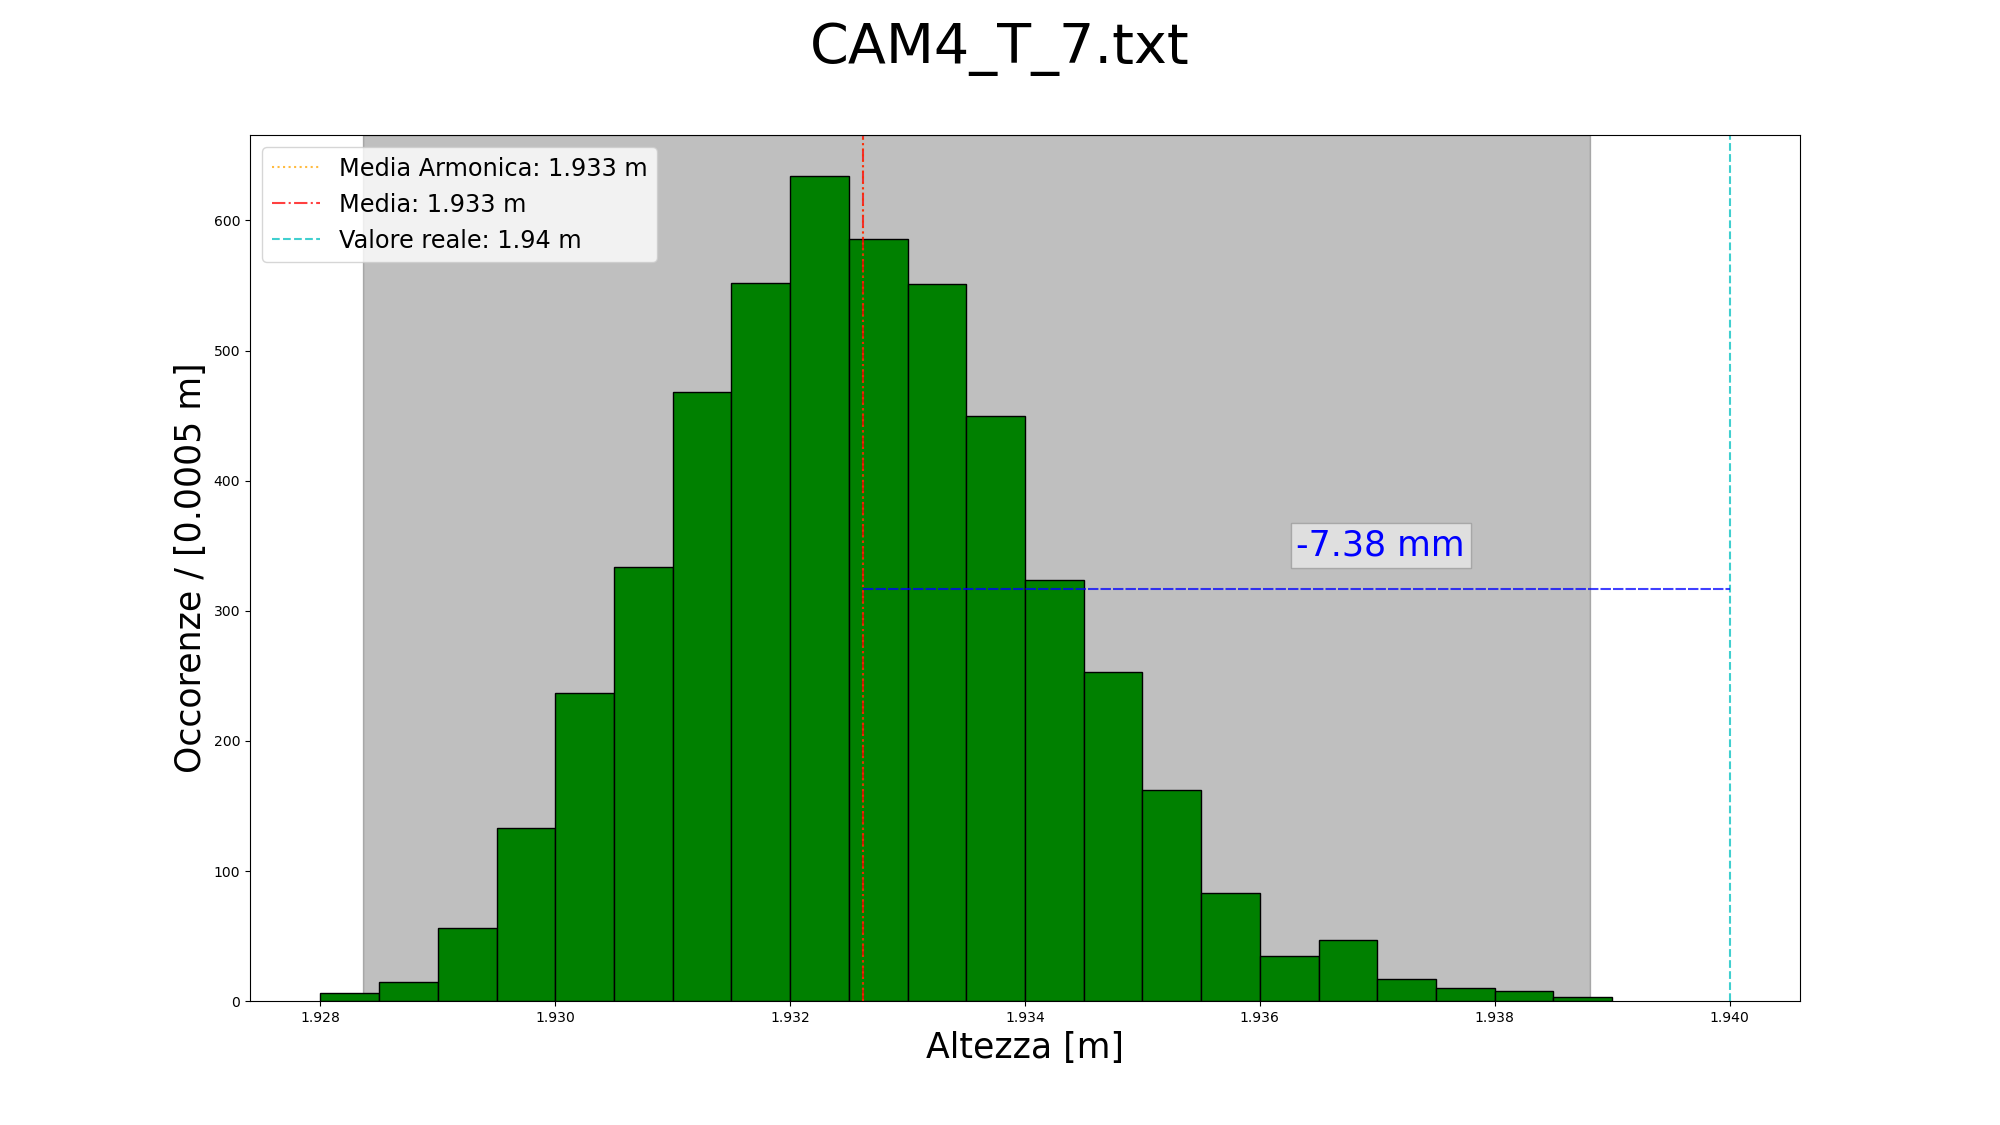 CAM4_T_7.txt
Media Armonica: 1.933 m
Media: 1.933 m
Valore reale: 1.94 m
-7.38 mm
Occorenze / [0.0005 m]
600
500
400
300
200
100
0
1.928 1.930 1.932 1.934 1.936 1.938 1.940
Altezza [m]